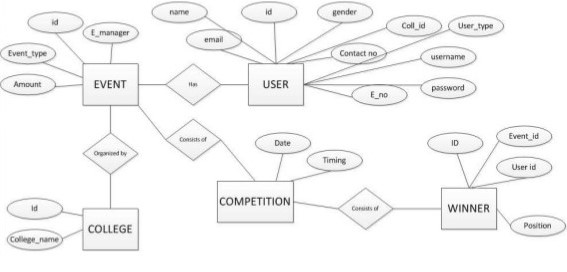 name
id
gender
id
E_manager
email
Coll_id
User_type
Event_type
Contact no
username
Amount
EVENT
Has
USER
E_no
password
Consists of
Organized by
Date
Timing
ID
Event_id
User id
Id
COMPETITION
Consists of
WINNER
College_name
COLLEGE
Position